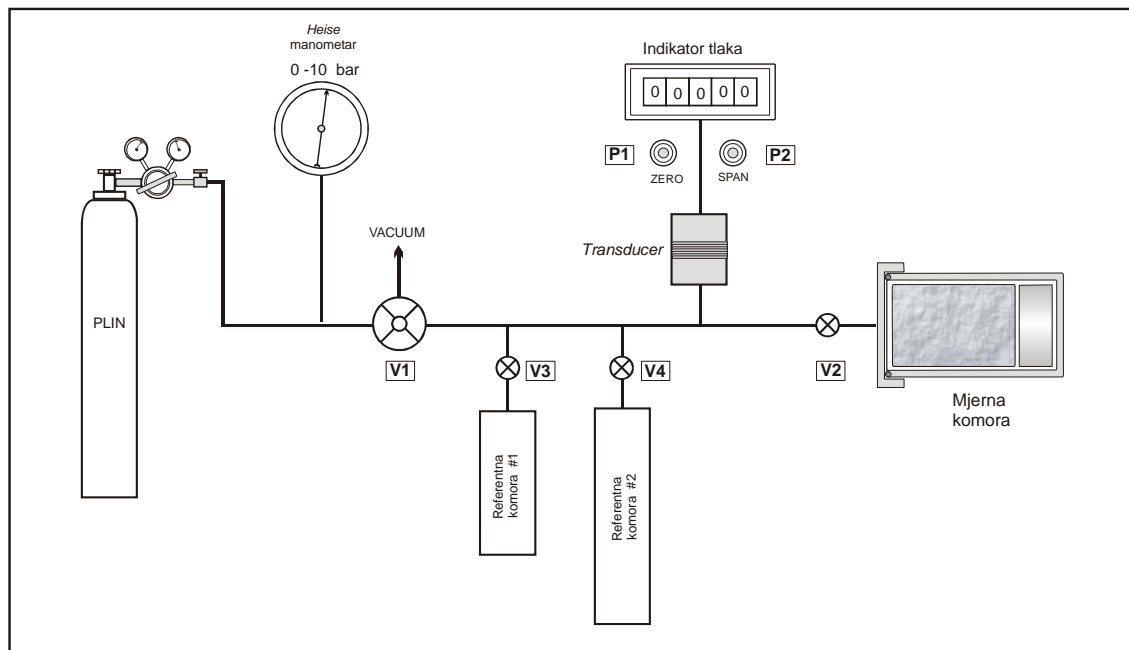 Heise
manometar
0 -10 bar
Indikator tlaka
0 0 0 0 0
P1
P2
ZERO
SPAN
VACUUM
Transducer
PLIN
V1
V3
V4
V2
Mjerna
komora
Referentna
komora #1
Referentna
komora #2